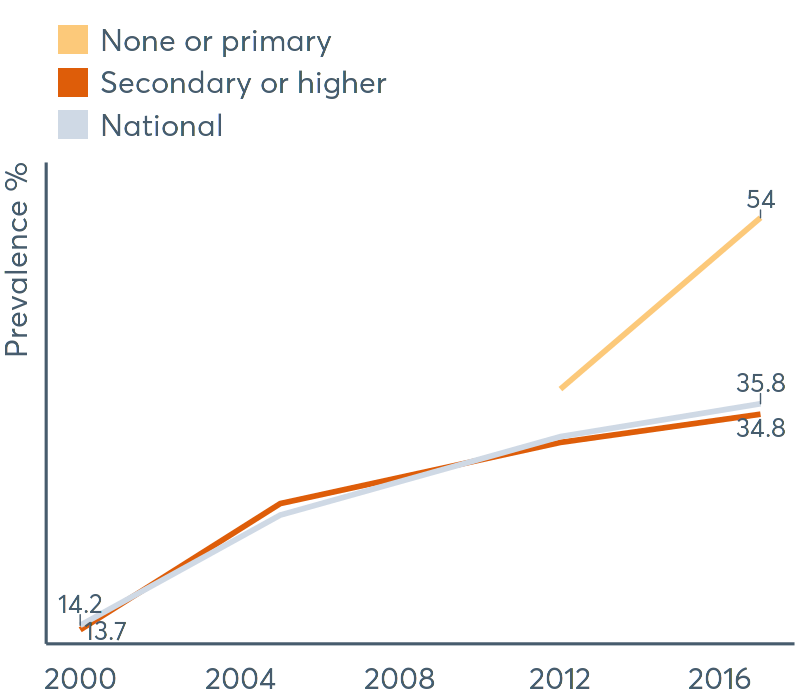 None or primary
Secondary or higher
National
Prevalence %
54
35.8
34.8
14.2
13.7
2000 2004 2008 2012 2016